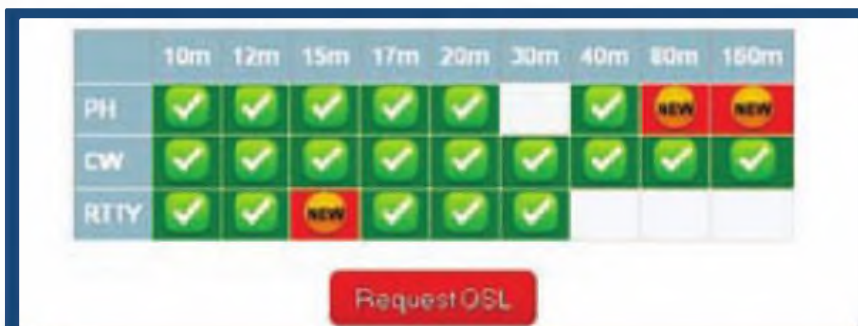 10m 12m 15m 17m 20m 30m 40m 80m 160m
PH NEW NEW
CW
RTTY NEW
Request QSL